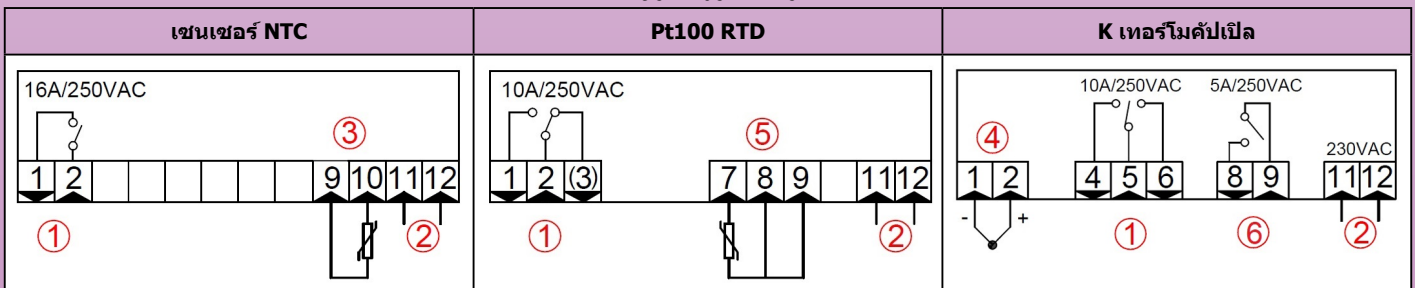 เซนเซอร์ NTC
Pt100 RTD
K เทอร์โมคัปเปิล
16A/250VAC
③
1 2 9 10 11 12
① ②
10A/250VAC
⑤
1 2 (3) 7 8 9 11 12
① ②
10A/250VAC 5A/250VAC
④
230VAC
1 2 4 5 6 8 9 11 12
- +
① ⑥ ②